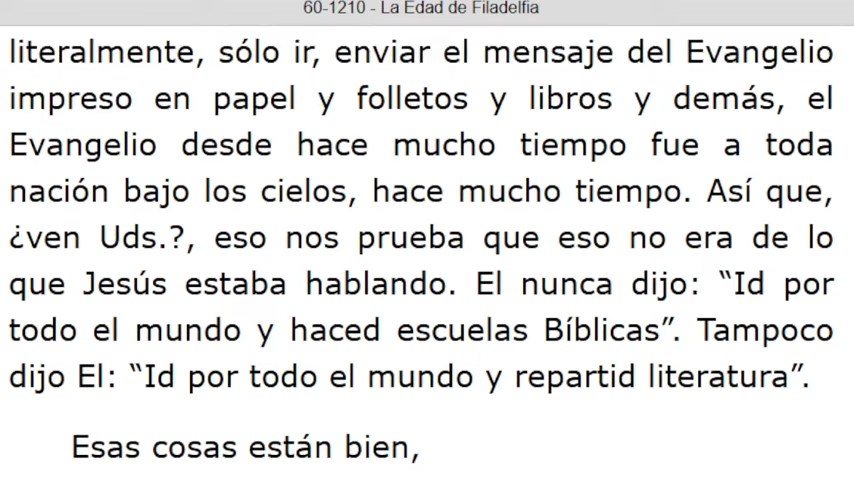 60-1210 - La Edad de Filadelfia
literalmente, sólo ir, enviar el mensaje del Evangelio
impreso en papel y folletos y libros y demás, el
Evangelio desde hace mucho tiempo fue a toda
nación bajo los cielos, hace mucho tiempo. Así que,
¿ven Uds.?, eso nos prueba que eso no era de lo
que Jesús estaba hablando. El nunca dijo: “Id por
todo el mundo y haced escuelas Bíblicas”. Tampoco
dijo El: “Id por todo el mundo y repartid literatura”.
Esas cosas están bien,